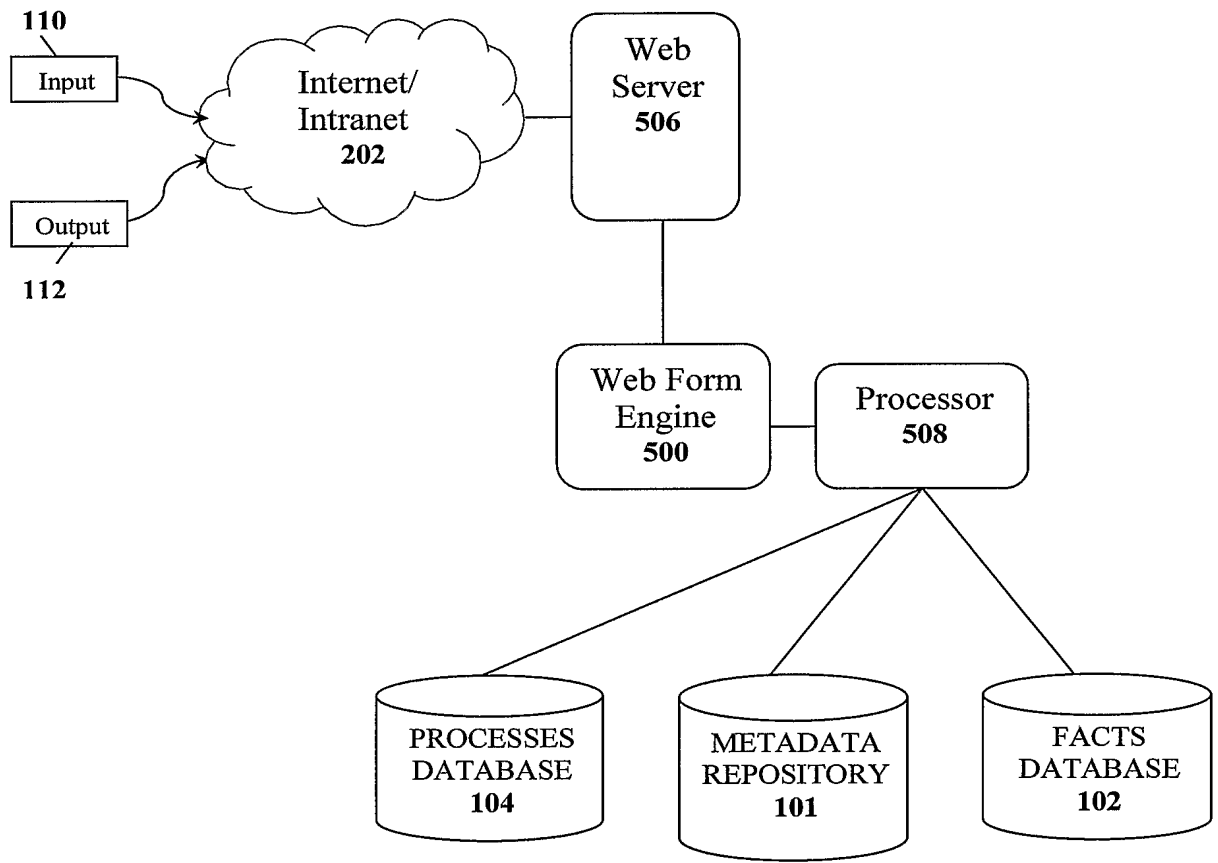 110
Input
Internet/
Intranet
202
Output
112
Web
Server
506
Web Form
Engine
500
Processor
508
PROCESSES
DATABASE
104
METADATA
REPOSITORY
101
FACTS
DATABASE
102